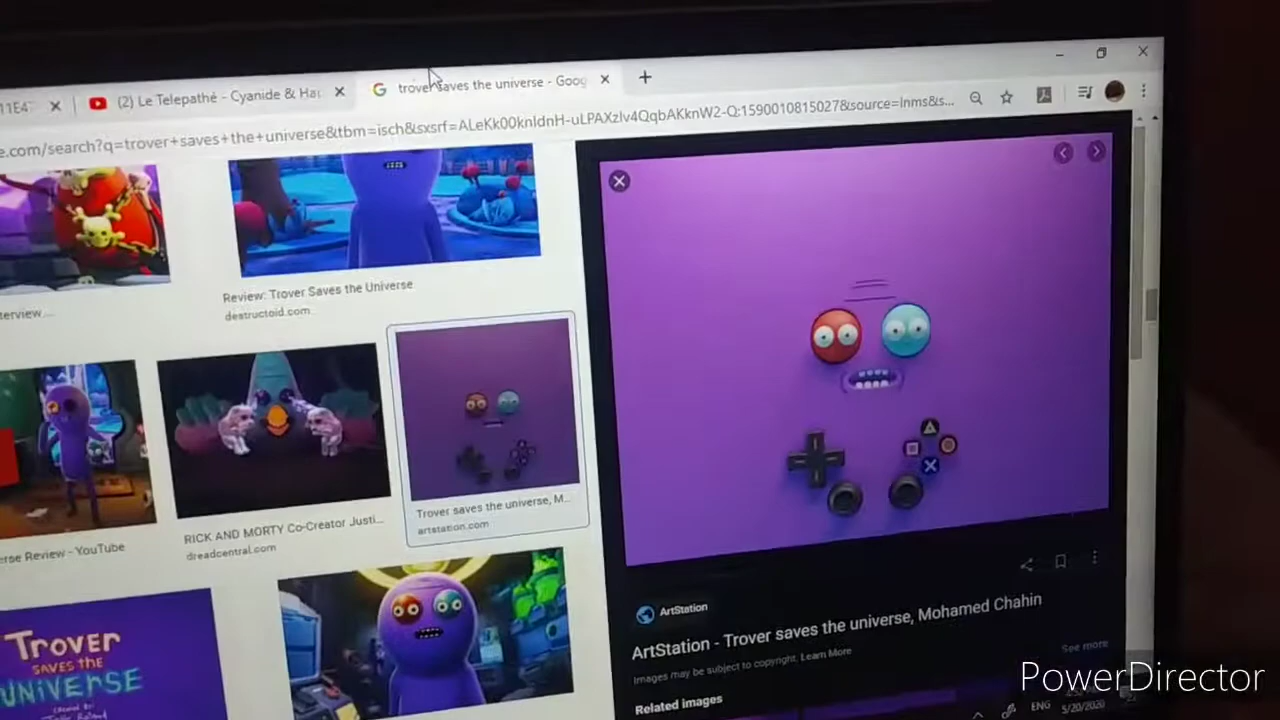 11E4
(2) Le Telepathé - Cyanide & Ha
trover saves the universe - Goog
e.com/search?q=trover+saves+the+universe&tbm=isch&sxsrf=ALeKk00knldnH-uLPAXzlv4QqbAKknW2-Q:1590010815027&source=lnms&s...
terview...
Review: Trover Saves the Universe
destructoid.com
erse Review - YouTube
RICK AND MORTY Co-Creator Justi...
dreadcentral.com
Trover saves the universe, M...
artstation.com
Trover
SAVES THE
UNiVERSE
ArtStation
ArtStation - Trover saves the universe, Mohamed Chahin
Images may be subject to copyright. Learn More
See more
Related images
PowerDirector
ENG
5/20/2020